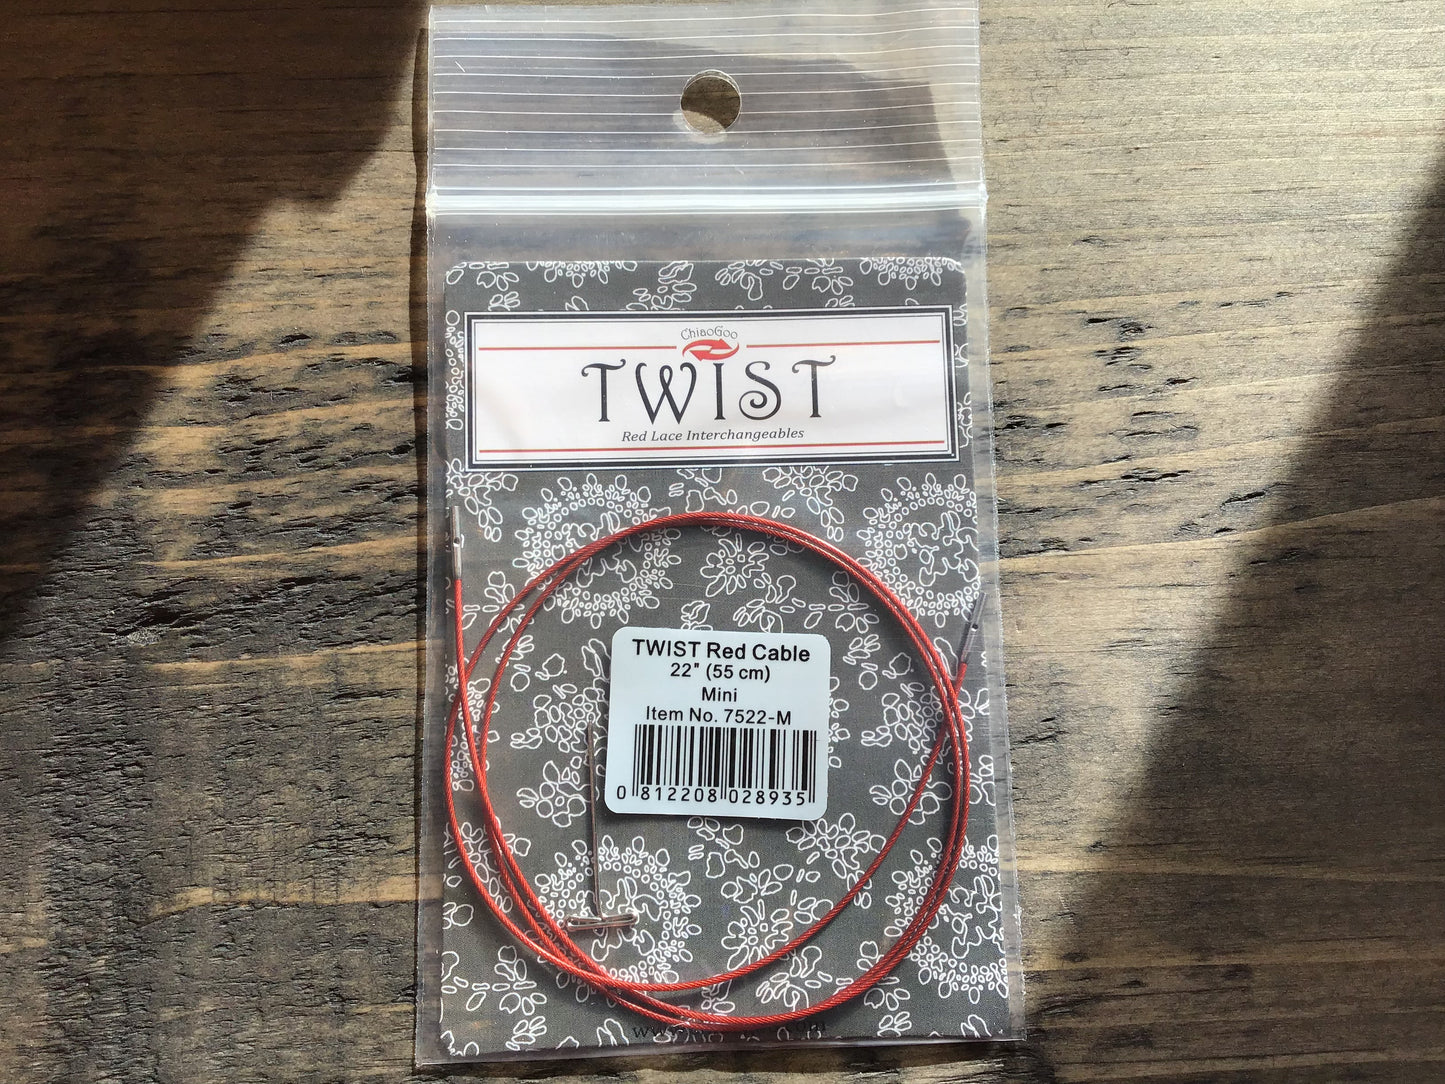 ChiaoGoo
TWIST
Red Lace Interchangeables
TWIST Red Cable
22" (55 cm)
Mini
Item No. 7522-M
0 812208 028935